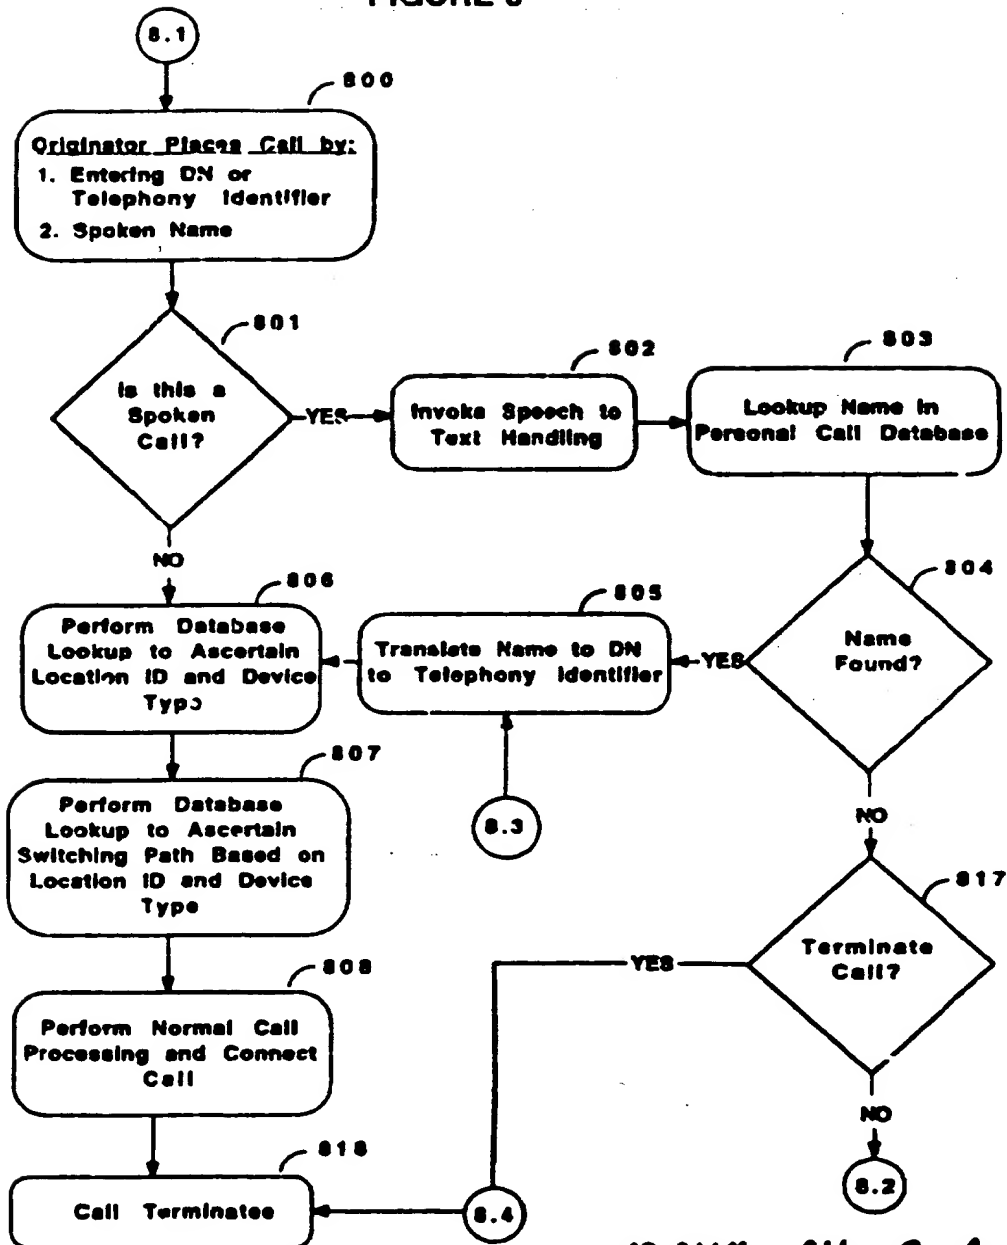 8.1
800
Originator Places Call by:
1. Entering DN or
Telephony Identifier
2. Spoken Name
801
Is this a
Spoken
Call?
YES
802
Invoke Speech to
Text Handling
803
Lookup Name in
Personal Call Database
NO
804
Name
Found?
YES
805
Translate Name to DN
to Telephony Identifier
806
Perform Database
Lookup to Ascertain
Location ID and Device
Type
8.3
807
Perform Database
Lookup to Ascertain
Switching Path Based on
Location ID and Device
Type
NO
817
Terminate
Call?
YES
808
Perform Normal Call
Processing and Connect
Call
NO
8.2
818
Call Terminates
8.4